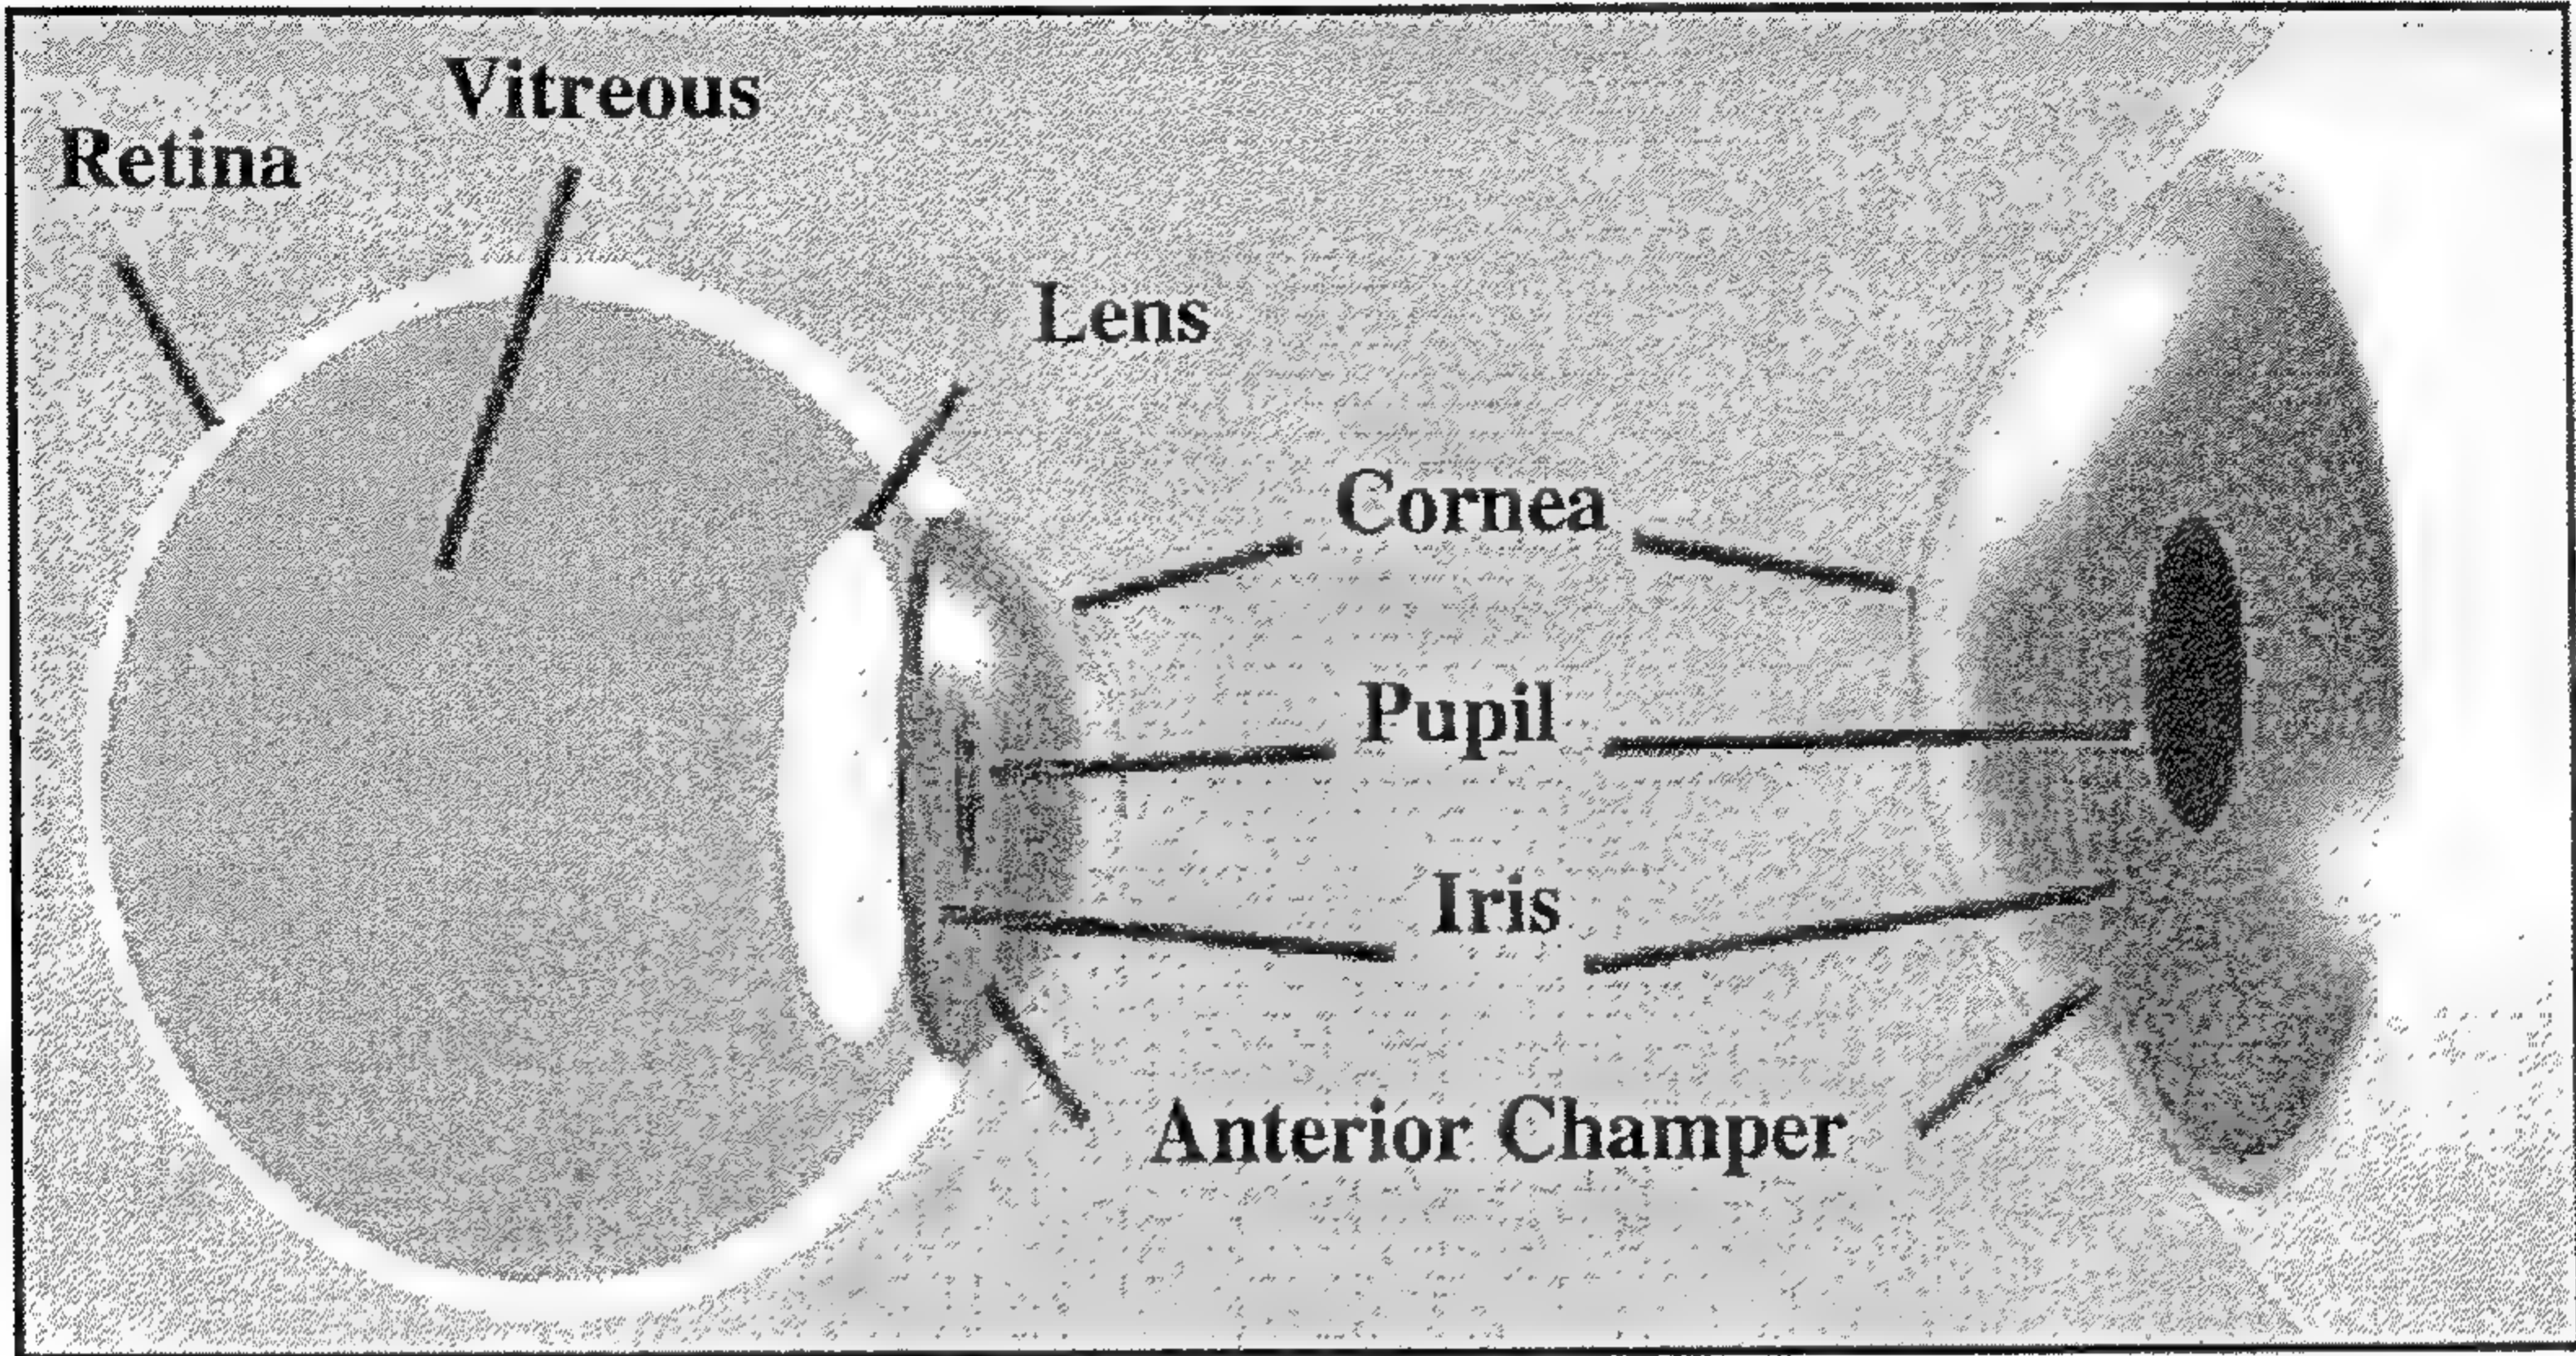 Vitreous
Retina
Lens
Cornea
Pupil
Iris
Anterior Champer